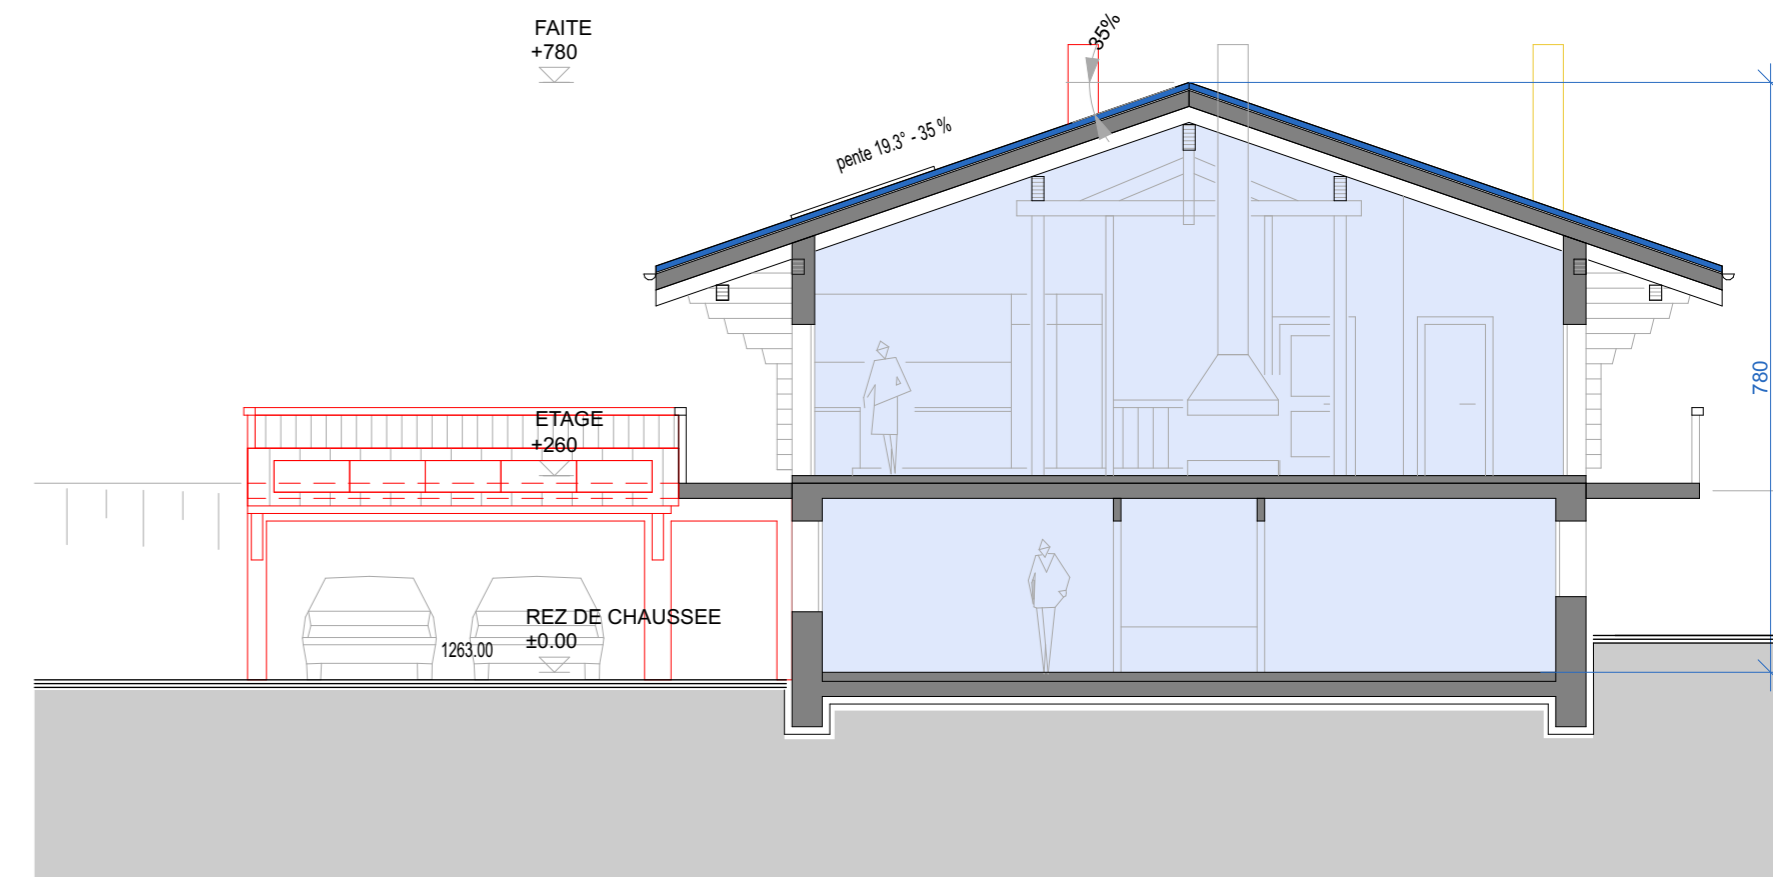 FAITE
+780
35%
pente 19.3° - 35 %
780
ETAGE
+260
REZ DE CHAUSSEE
±0.00
1263.00